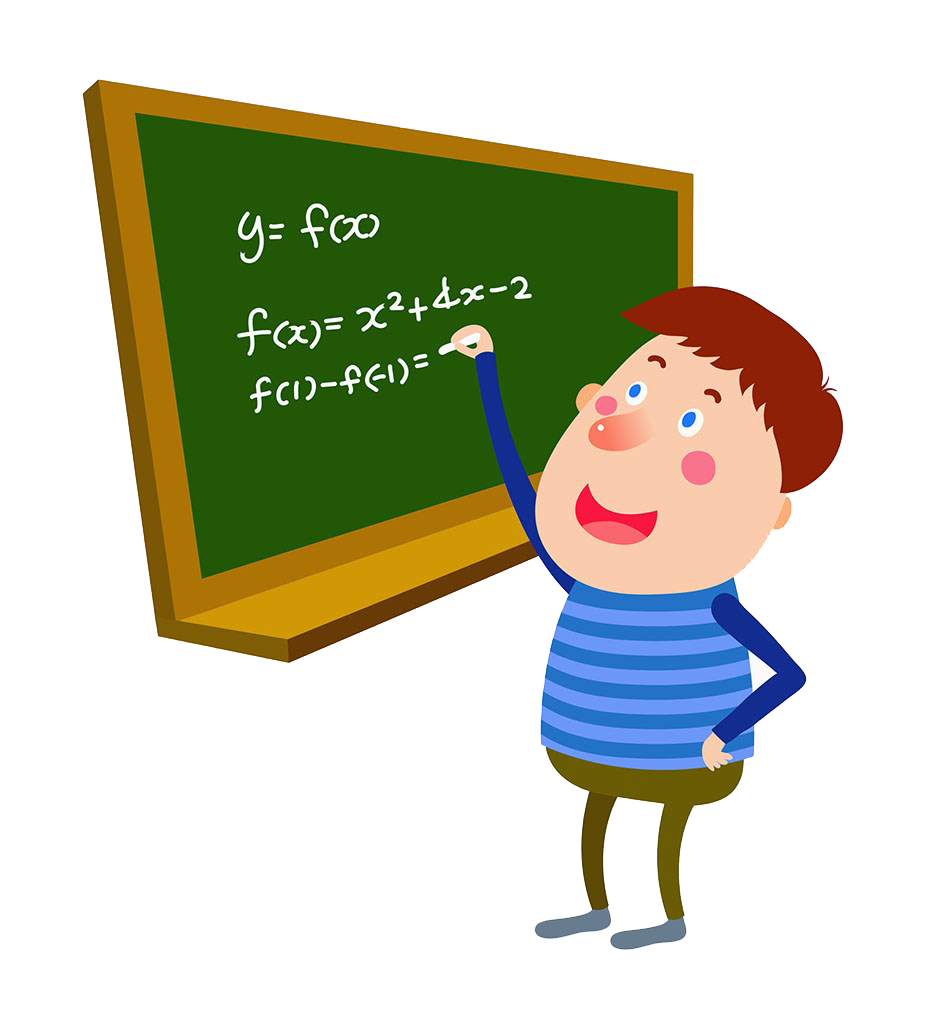 y= f(x)
f(x)= x²+4x-2
f(1)-f(-1)=